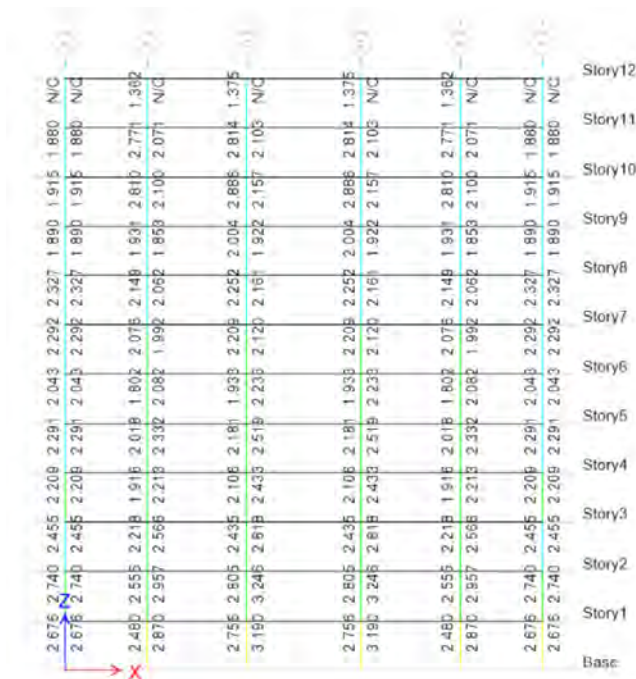 Story12
N/C N/C 1.362 N/C 1.375 N/C 1.375 N/C 1.362 N/C N/C N/C
Story11
1.880 1.880 2.771 2.071 2.814 2.103 2.814 2.103 2.771 2.071 1.880 1.880
Story10
1.915 1.915 2.810 2.100 2.886 2.157 2.886 2.157 2.810 2.100 1.915 1.915
Story9
1.890 1.890 1.931 1.853 2.004 1.922 2.004 1.922 1.931 1.853 1.890 1.890
Story8
2.327 2.327 2.149 2.062 2.252 2.161 2.252 2.161 2.149 2.062 2.327 2.327
Story7
2.292 2.292 2.076 1.992 2.209 2.120 2.209 2.120 2.076 1.992 2.292 2.292
Story6
2.043 2.043 1.802 2.082 1.933 2.233 1.933 2.233 1.802 2.082 2.043 2.043
Story5
2.291 2.291 2.018 2.332 2.181 2.519 2.181 2.519 2.018 2.332 2.291 2.291
Story4
2.209 2.209 1.916 2.213 2.106 2.433 2.106 2.433 1.916 2.213 2.209 2.209
Story3
2.455 2.455 2.218 2.566 2.435 2.818 2.435 2.818 2.218 2.566 2.455 2.455
Story2
2.740 2.740 2.555 2.957 2.805 3.246 2.805 3.246 2.555 2.957 2.740 2.740
Z
Story1
2.675 2.675 2.480 2.870 2.755 3.190 2.755 3.190 2.480 2.870 2.675 2.675
X
Base